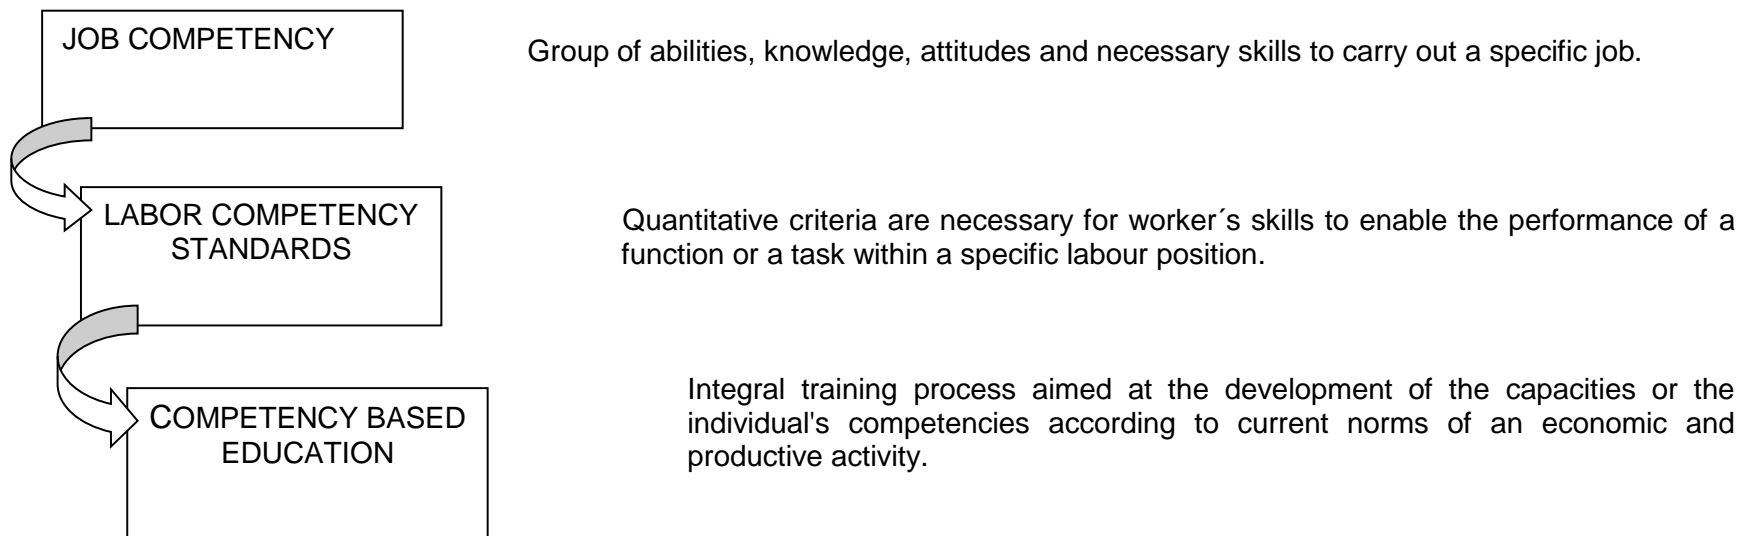 JOB COMPETENCY
Group of abilities, knowledge, attitudes and necessary skills to carry out a specific job.
LABOR COMPETENCY
STANDARDS
Quantitative criteria are necessary for worker´s skills to enable the performance of a
function or a task within a specific labour position.
COMPETENCY BASED
EDUCATION
Integral training process aimed at the development of the capacities or the
individual's competencies according to current norms of an economic and
productive activity.